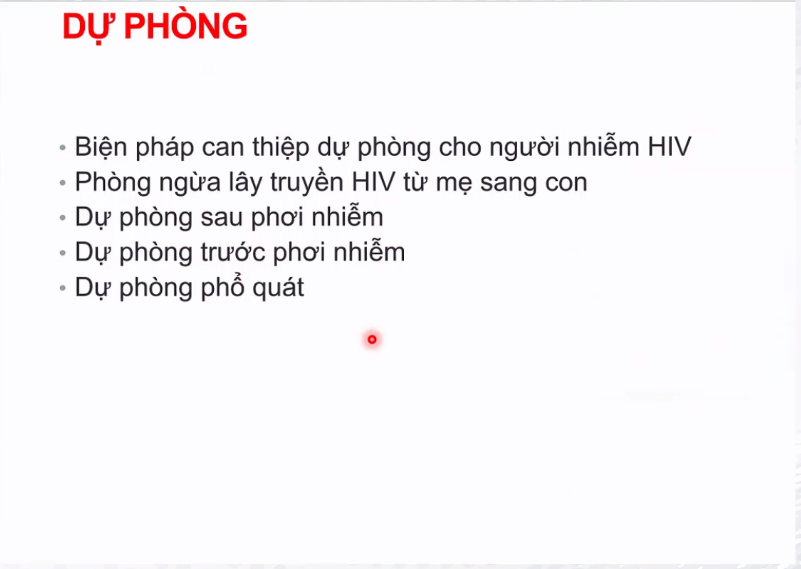 DỰ PHÒNG
• Biện pháp can thiệp dự phòng cho người nhiễm HIV
• Phòng ngừa lây truyền HIV từ mẹ sang con
• Dự phòng sau phơi nhiễm
• Dự phòng trước phơi nhiễm
• Dự phòng phổ quát